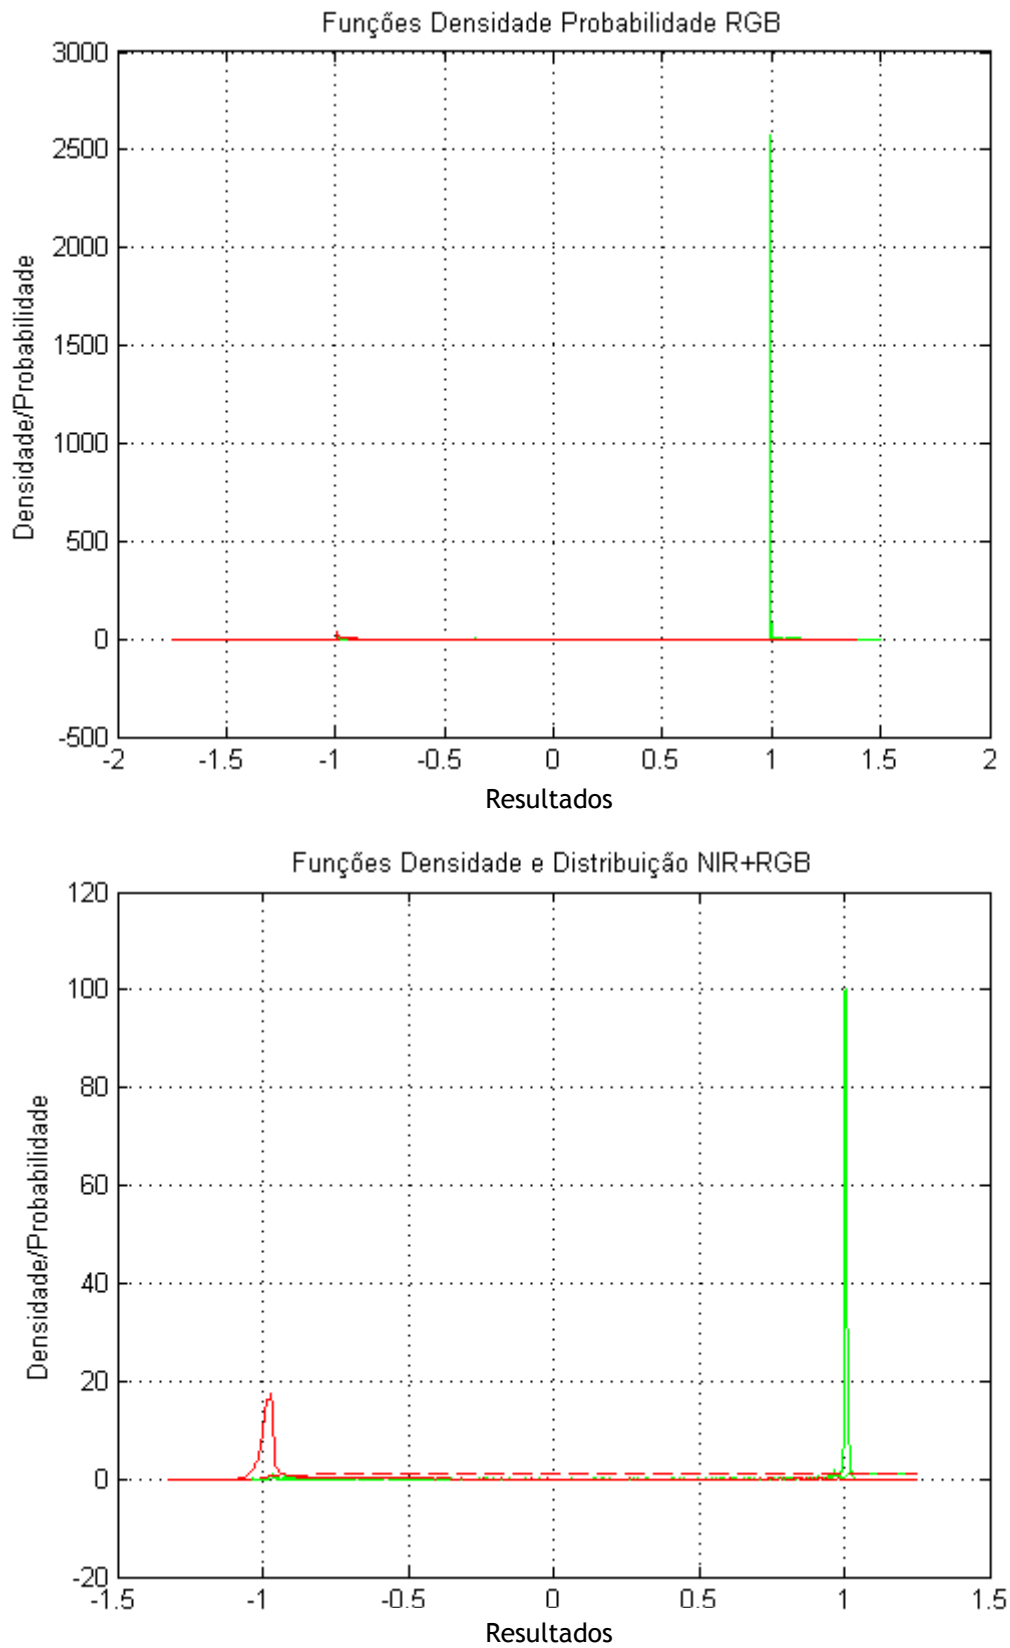 Funções Densidade Probabilidade RGB
3000
2500
2000
1500
1000
500
0
-500
Densidade/Probabilidade
-2 -1.5 -1 -0.5 0 0.5 1 1.5 2
Resultados
Funções Densidade e Distribuição NIR+RGB
120
100
80
60
40
20
0
-20
Densidade/Probabilidade
-1.5 -1 -0.5 0 0.5 1 1.5
Resultados